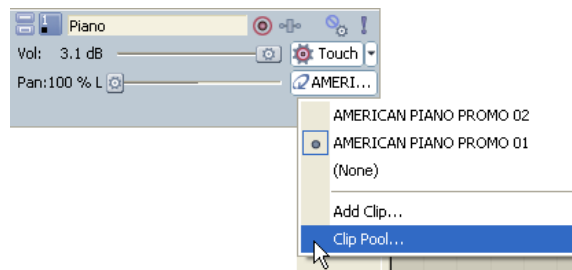 1 Piano
Vol: 3.1 dB Touch
Pan:100 % L AMERI...
AMERICAN PIANO PROMO 02
AMERICAN PIANO PROMO 01
(None)
Add Clip...
Clip Pool...